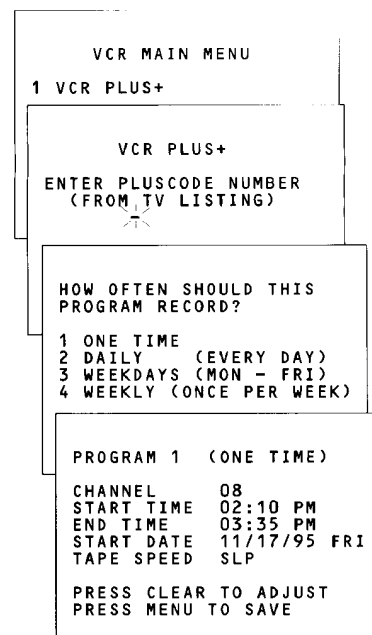 VCR MAIN MENU
1 VCR PLUS+
VCR PLUS+
ENTER PLUSCODE NUMBER
(FROM TV LISTING)
HOW OFTEN SHOULD THIS
PROGRAM RECORD?
1 ONE TIME
2 DAILY (EVERY DAY)
3 WEEKDAYS (MON - FRI)
4 WEEKLY (ONCE PER WEEK)
PROGRAM 1 (ONE TIME)
CHANNEL 08
START TIME 02:10 PM
END TIME 03:35 PM
START DATE 11/17/95 FRI
TAPE SPEED SLP
PRESS CLEAR TO ADJUST
PRESS MENU TO SAVE